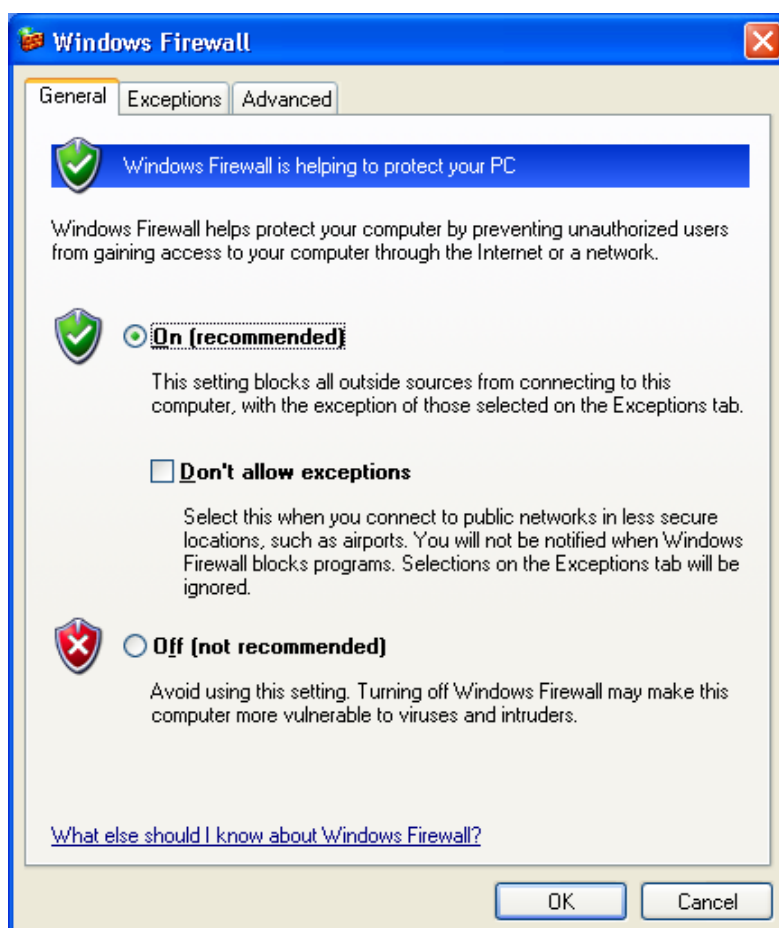 Windows Firewall
General Exceptions Advanced
Windows Firewall is helping to protect your PC
Windows Firewall helps protect your computer by preventing unauthorized users
from gaining access to your computer through the Internet or a network.
On (recommended)
This setting blocks all outside sources from connecting to this
computer, with the exception of those selected on the Exceptions tab.
Don't allow exceptions
Select this when you connect to public networks in less secure
locations, such as airports. You will not be notified when Windows
Firewall blocks programs. Selections on the Exceptions tab will be
ignored.
Off (not recommended)
Avoid using this setting. Turning off Windows Firewall may make this
computer more vulnerable to viruses and intruders.
What else should I know about Windows Firewall?
OK Cancel